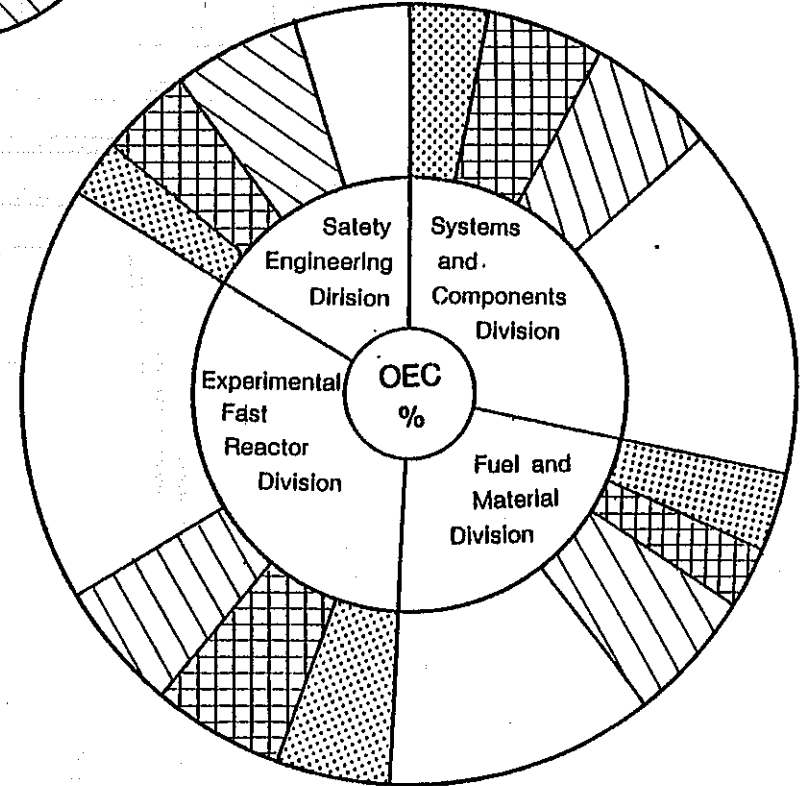 Satety
Engineering
Dirision
Systems
and.
Components
Division
OEC
%
Experimental
Fast
Reactor
Division
Fuel and
Material
Division